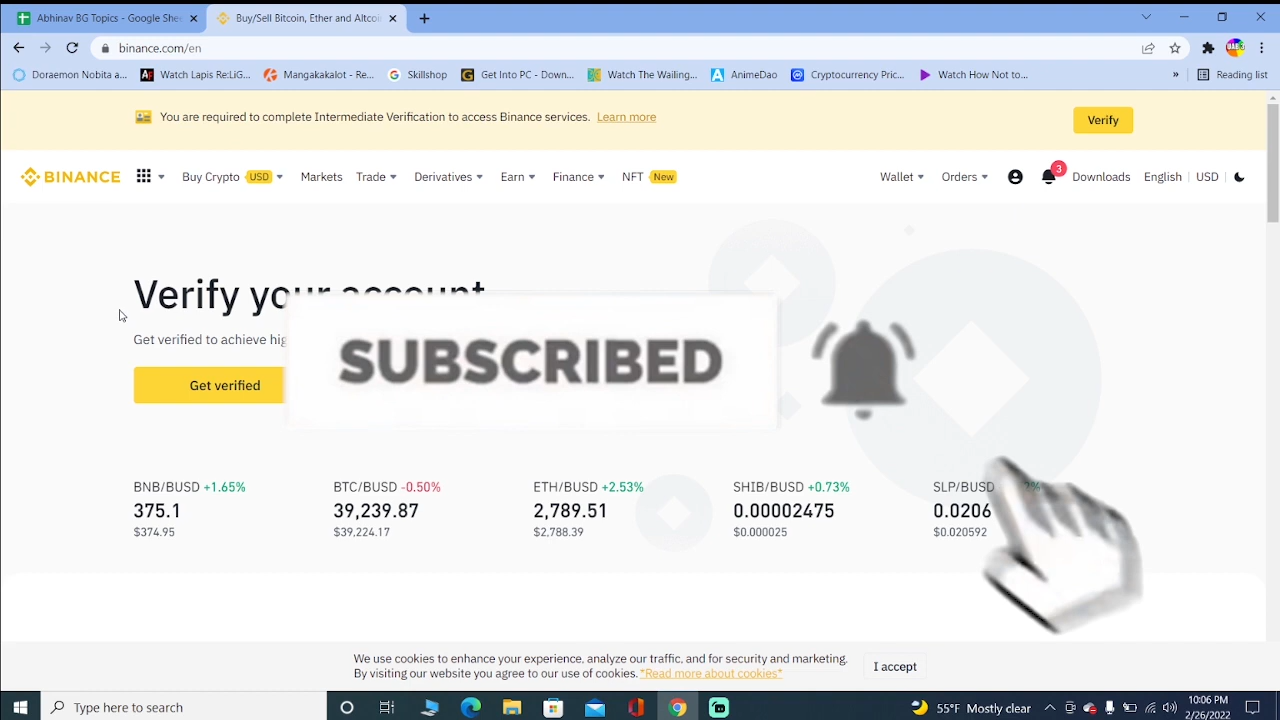 Abhinav BG Topics - Google She
Buy/Sell Bitcoin, Ether and Altcoi
binance.com/en
Doraemon Nobita a...
Watch Lapis Re:LiG...
Mangakakalot - Re...
Skillshop
Get Into PC - Down...
Watch The Wailing...
AnimeDao
Cryptocurrency Pric...
Watch How No to...
»
Reading list
You are required to complete Intermediate Verification to access Binance services. Learn more
Verify
BINANCE
Buy Crypto USD
Markets
Trade
Derivatives
Earn
Finance
NFT New
Wallet
Orders
3
Downloads
English
USD
Verify your account
Get verified to achieve hig
Get verified
SUBSCRIBED
BNB/BUSD +1.65%
375.1
$374.95
BTC/BUSD -0.50%
39,239.87
$39,224.17
ETH/BUSD +2.53%
2,789.51
$2,788.39
SHIB/BUSD +0.73%
0.00002475
$0.000025
SLP/BUSD
0.0206
$0.020592
We use cookies to enhance your experience, analyze our traffic, and for security and marketing.
By visiting our website you agree to our use of cookies. *Read more about cookies*
I accept
Type here to search
55°F Mostly clear
10:06 PM
2/26/2022